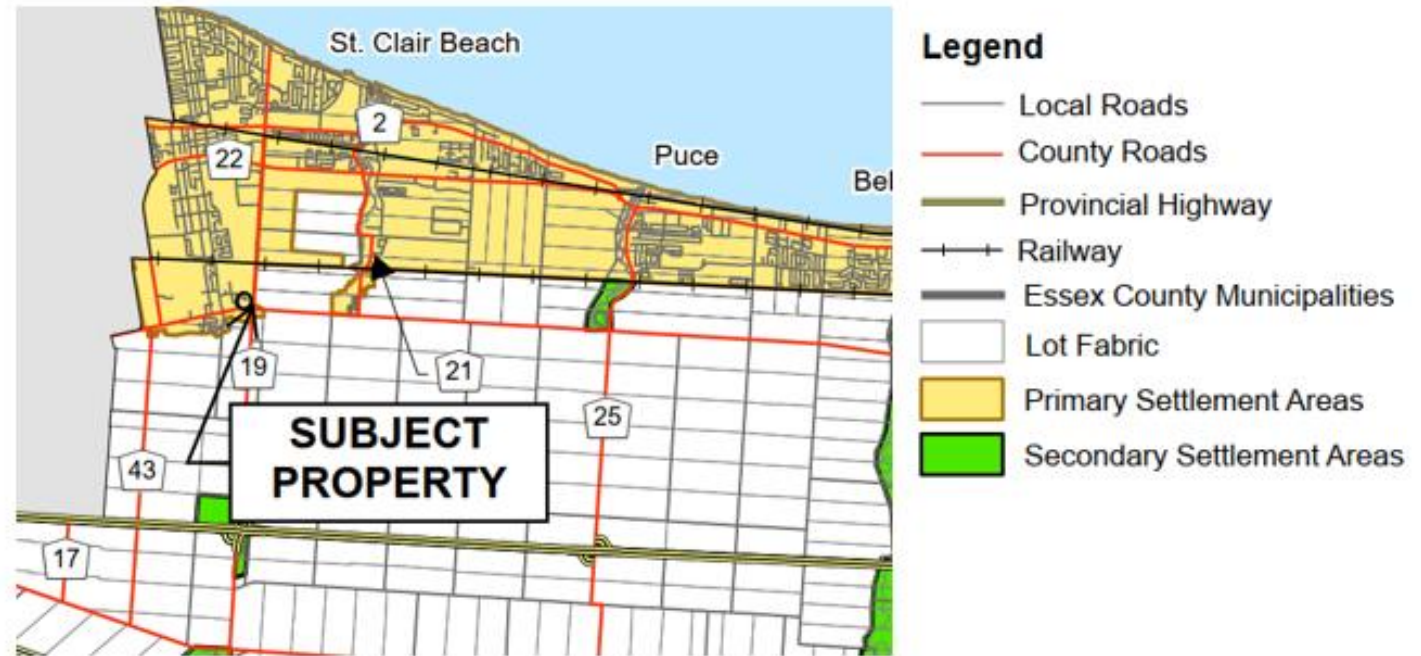 St. Clair Beach
2
22
Puce
Bel
19
21
SUBJECT
PROPERTY
25
43
17
Legend
Local Roads
County Roads
Provincial Highway
Railway
Essex County Municipalities
Lot Fabric
Primary Settlement Areas
Secondary Settlement Areas